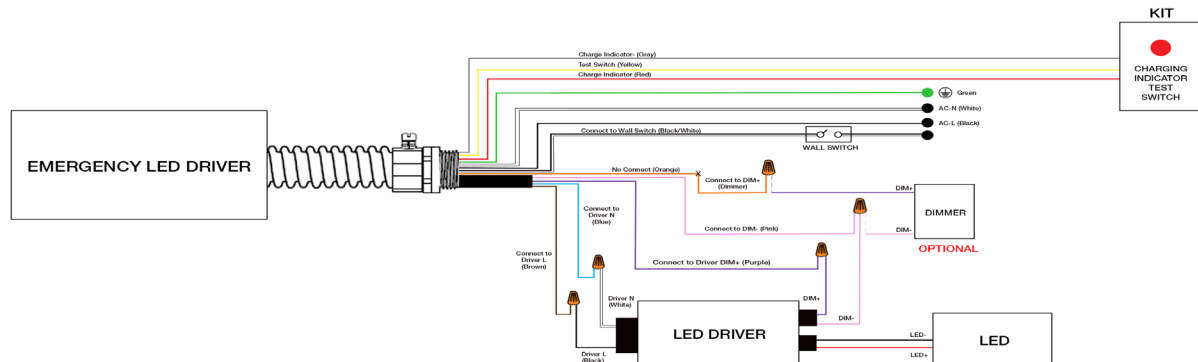 KIT
CHARGING
INDICATOR
TEST
SWITCH
Charge Indicator- (Gray)
Test Switch (Yellow)
Charge Indicator (Red)
Green
AC-N (White)
AC-L (Black)
Connect to Wall Switch (Black/White)
WALL SWITCH
EMERGENCY LED DRIVER
No Connect (Orange)
Connect to DIM+
(Dimmer)
DIM+
DIMMER
DIM-
OPTIONAL
Connect to
Driver N
(Blue)
Connect to DIM- (Pink)
Connect to
Driver L
(Brown)
Connect to Driver DIM+ (Purple)
Driver N
(White)
DIM+
DIM-
LED DRIVER
LED-
LED+
LED
Driver L
(Black)